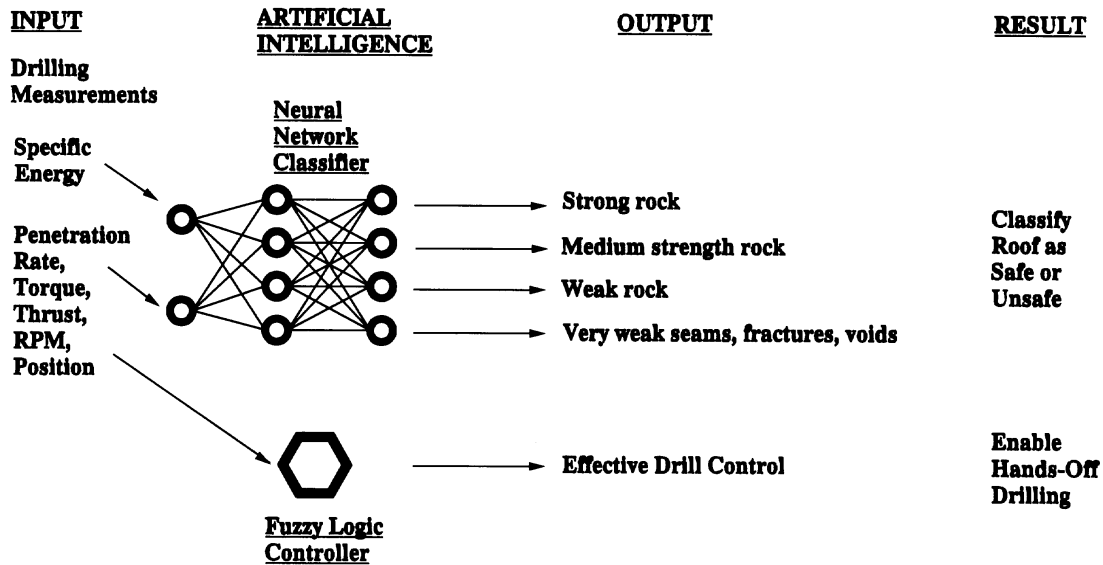 INPUT
ARTIFICIAL
INTELLIGENCE
OUTPUT
RESULT
Drilling
Measurements
Neural
Network
Classifier
Specific
Energy
Penetration
Rate,
Torque,
Thrust,
RPM,
Position
Strong rock
Medium strength rock
Weak rock
Very weak seams, fractures, voids
Classify
Roof as
Safe or
Unsafe
Fuzzy Logic
Controller
Effective Drill Control
Enable
Hands-Off
Drilling